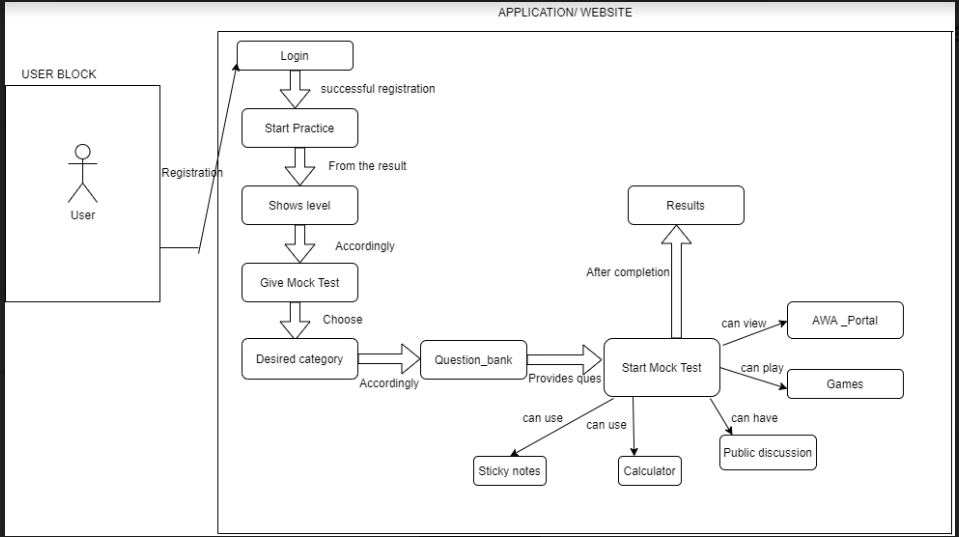 APPLICATION/ WEBSITE
USER BLOCK
User
Registration
Login
successful registration
Start Practice
From the result
Shows level
Accordingly
Give Mock Test
Choose
Desired category
Accordingly
Question_bank
Provides ques
Start Mock Test
After completion
Results
can view
AWA _Portal
can play
Games
can have
Public discussion
can use
Calculator
can use
Sticky notes